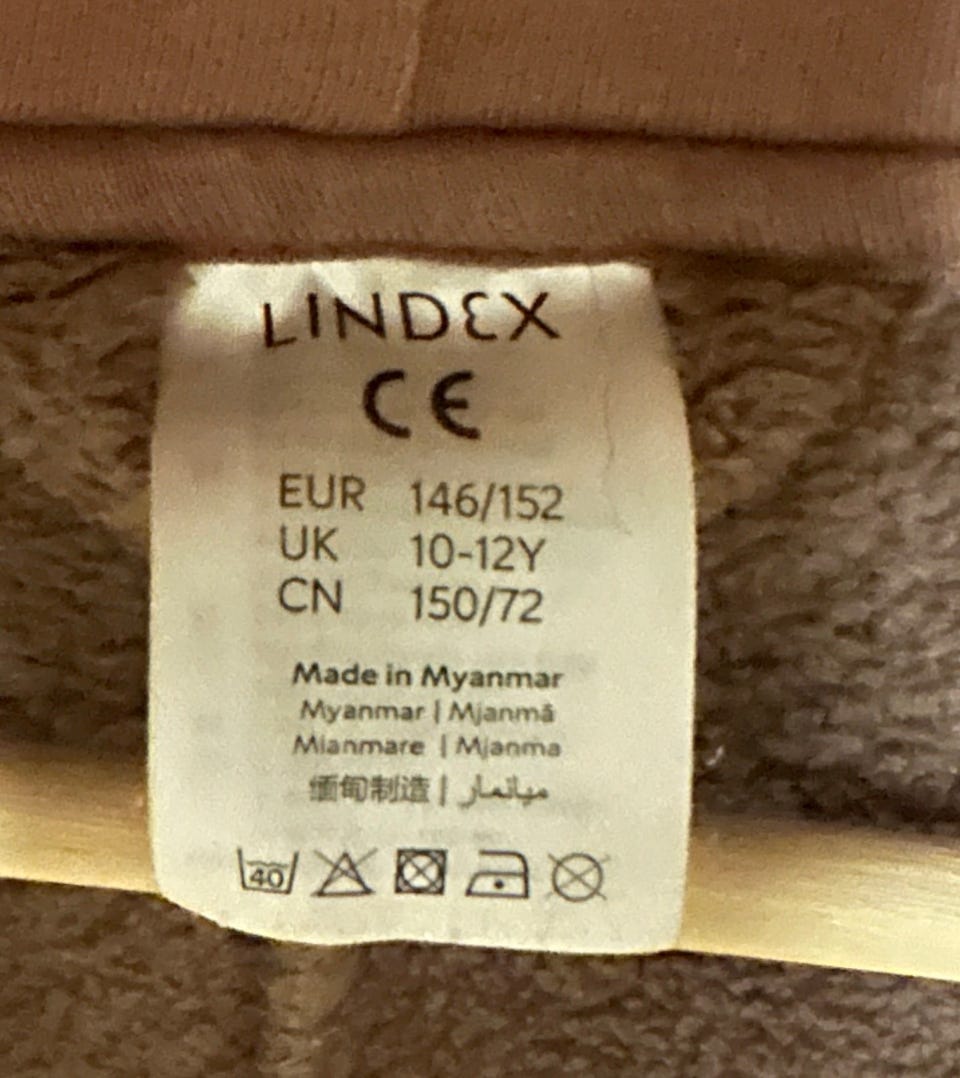 LINDEX
CE
EUR 146/152
UK 10-12Y
CN 150/72
Made in Myanmar
Myanmar | Mjanmā
Mianmare | Mjanma
缅甸制造 | ميانمار
40